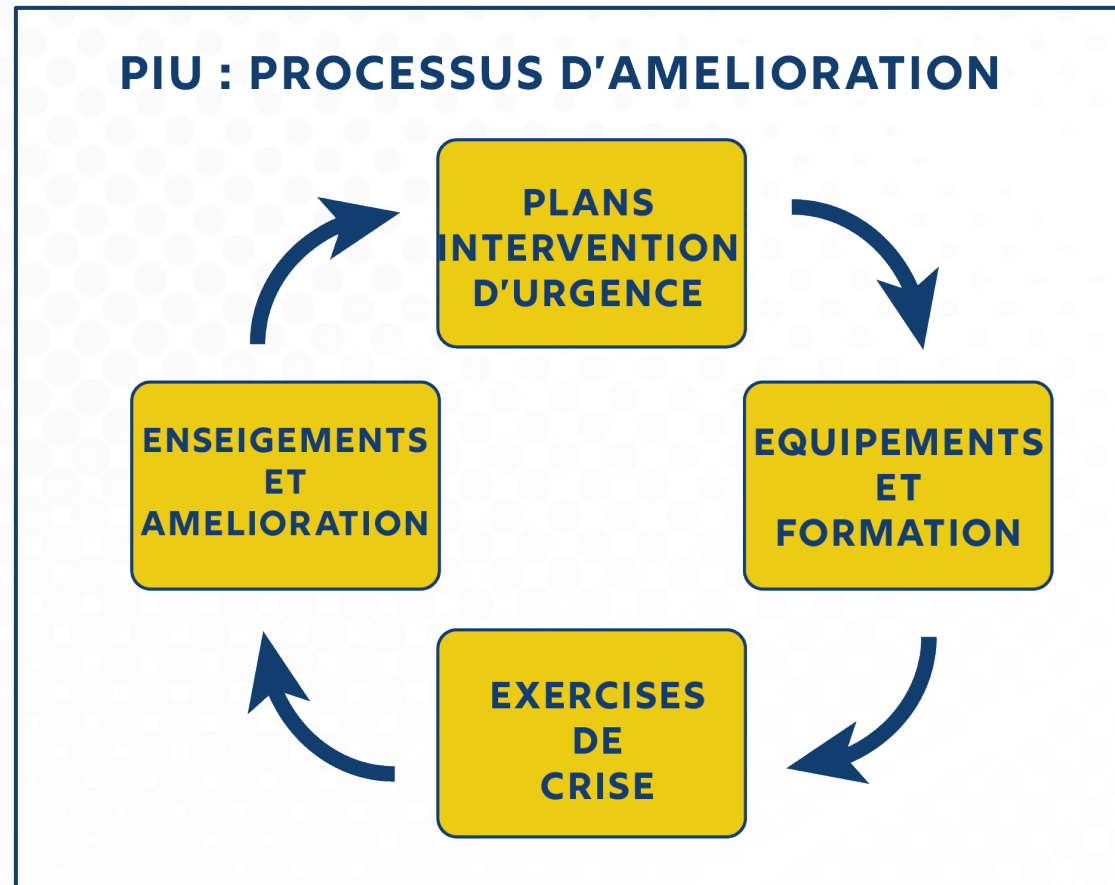 PIU : PROCESSUS D'AMELIORATION
PLANS
INTERVENTION
D'URGENCE
EQUIPEMENTS
ET
FORMATION
EXERCISES
DE
CRISE
ENSEIGEMENTS
ET
AMELIORATION